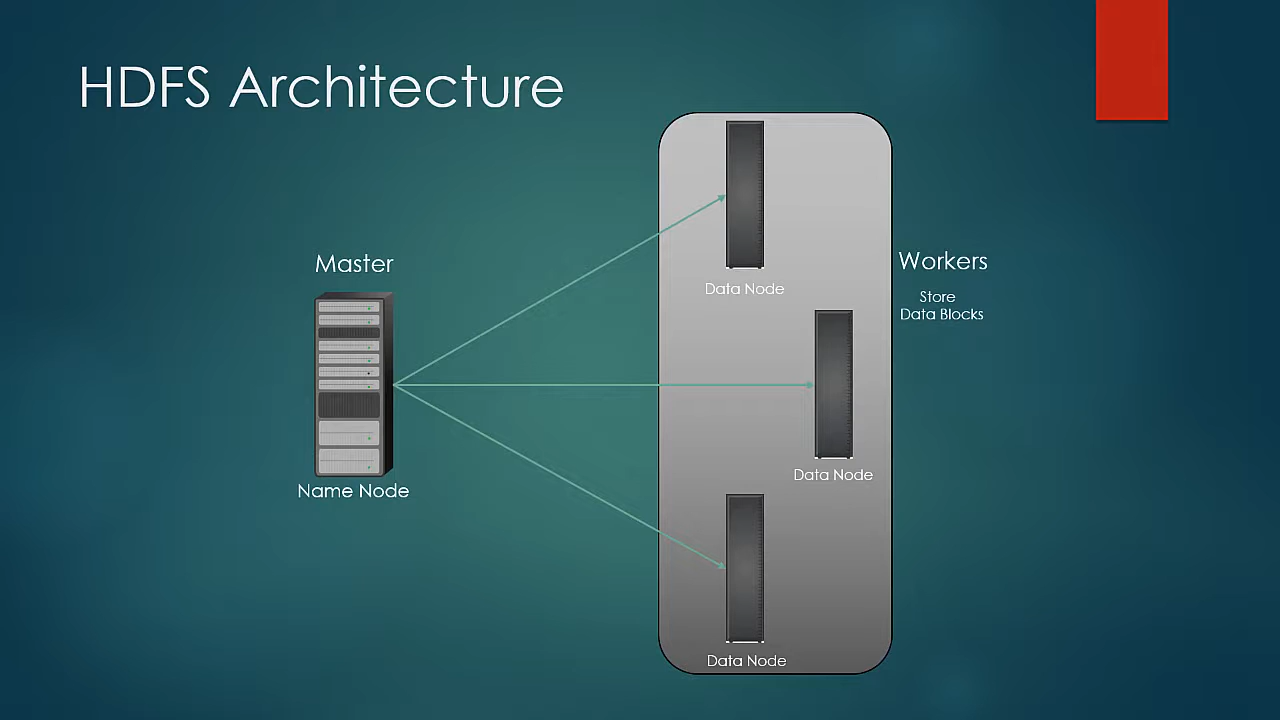 HDFS Architecture
Master
Name Node
Data Node
Data Node
Data Node
Workers
Store
Data Blocks